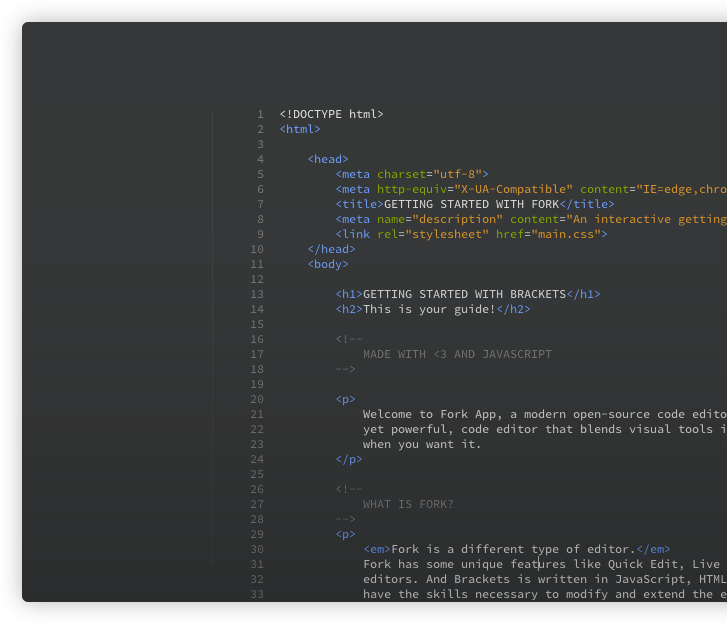 1 <!DOCTYPE html>
2 <html>
3
4 <head>
5 <meta charset="utf-8">
6 <meta http-equiv="X-UA-Compatible" content="IE=edge,chro
7 <title>GETTING STARTED WITH FORK</title>
8 <meta name="description" content="An interactive getting
9 <link rel="stylesheet" href="main.css">
10 </head>
11 <body>
12
13 <h1>GETTING STARTED WITH BRACKETS</h1>
14 <h2>This is your guide!</h2>
15
16 <!--
17 MADE WITH <3 AND JAVASCRIPT
18 -->
19
20 <p>
21 Welcome to Fork App, a modern open-source code edito
22 yet powerful, code editor that blends visual tools i
23 when you want it.
24 </p>
25
26 <!--
27 WHAT IS FORK?
28 -->
29 <p>
30 <em>Fork is a different type of editor.</em>
31 Fork has some unique features like Quick Edit, Live
32 editors. And Brackets is written in JavaScript, HTML
33 have the skills necessary to modify and extend the e